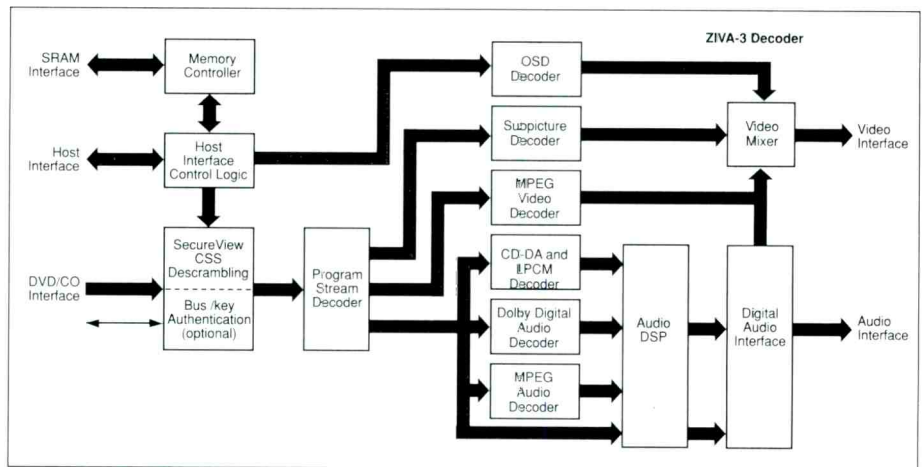 ZIVA-3 Decoder
SRAM
Interface
Memory
Controller
OSD
Decoder
Host
Interface
Host
Interface
Control Logic
Subpicture
Decoder
Video
Mixer
Video
Interface
MPEG
Video
Decoder
DVD/CO
Interface
SecureView
CSS
Descrambling
Bus /key
Authentication
(optional)
Program
Stream
Decoder
CD-DA and
LPCM
Decoder
Dolby Digital
Audio
Decoder
MPEG
Audio
Decoder
Audio
DSP
Digital
Audio
Interface
Audio
Interface